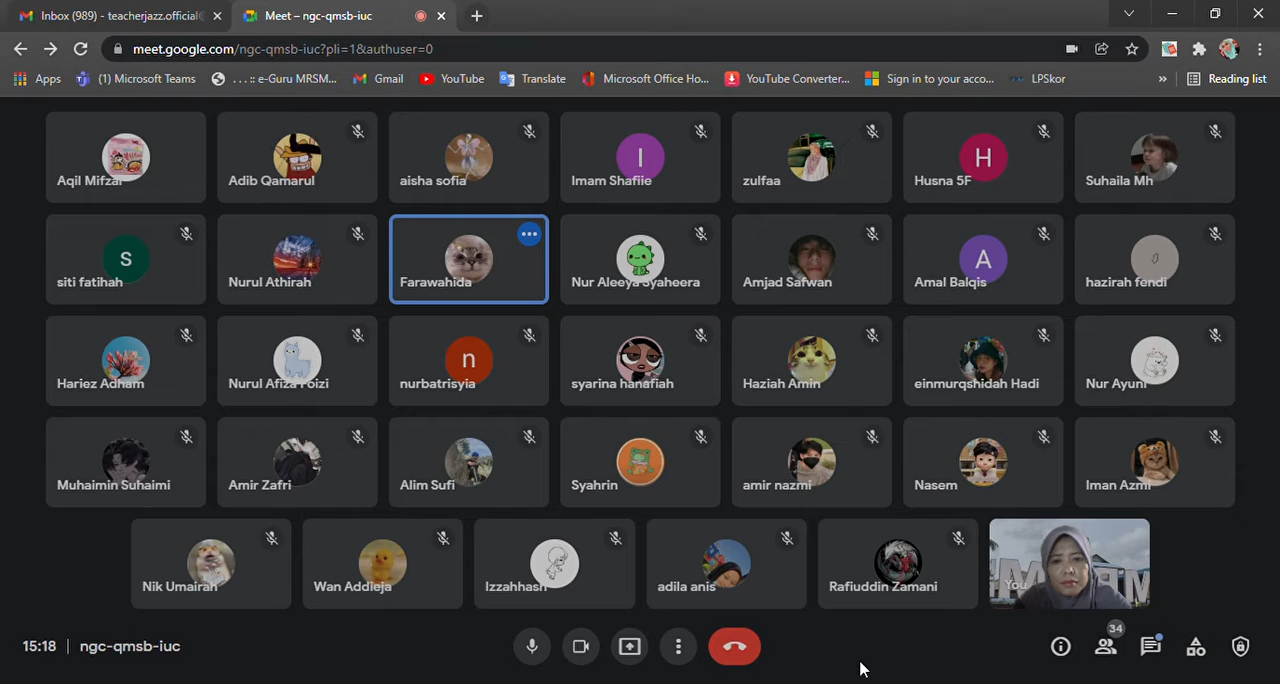 Inbox (989) - teacherjazz.official
Meet – ngc-qmsb-iuc
meet.google.com/ngc-qmsb-iuc?pli=1&authuser=0
Apps (1) Microsoft Teams ....:: e-Guru MRSM... Gmail YouTube Translate Microsoft Office Ho... YouTube Converter... Sign in to your acco... LPSkor » Reading list
Aqil Mifzal Adib Qamarul aisha sofia I Imam Shafiie zulfaa H Husna 5F Suhaila Mh
S siti fatihah Nurul Athirah Farawahida Nur Aleeya Syaheera Amjad Safwan A Amal Balqis hazirah fendi
Hariez Adham Nurul Afiza Foizi n nurbatrisyia syarina hanafiah Haziah Amin einmurqshidah Hadi Nur Ayuni
Muhaimin Suhaimi Amir Zafri Alim Sufi Syahrin amir nazmi Nasem Iman Azmi
Nik Umairah Wan Addieja Izzahhash adila anis Rafiuddin Zamani You
15:18 | ngc-qmsb-iuc
34